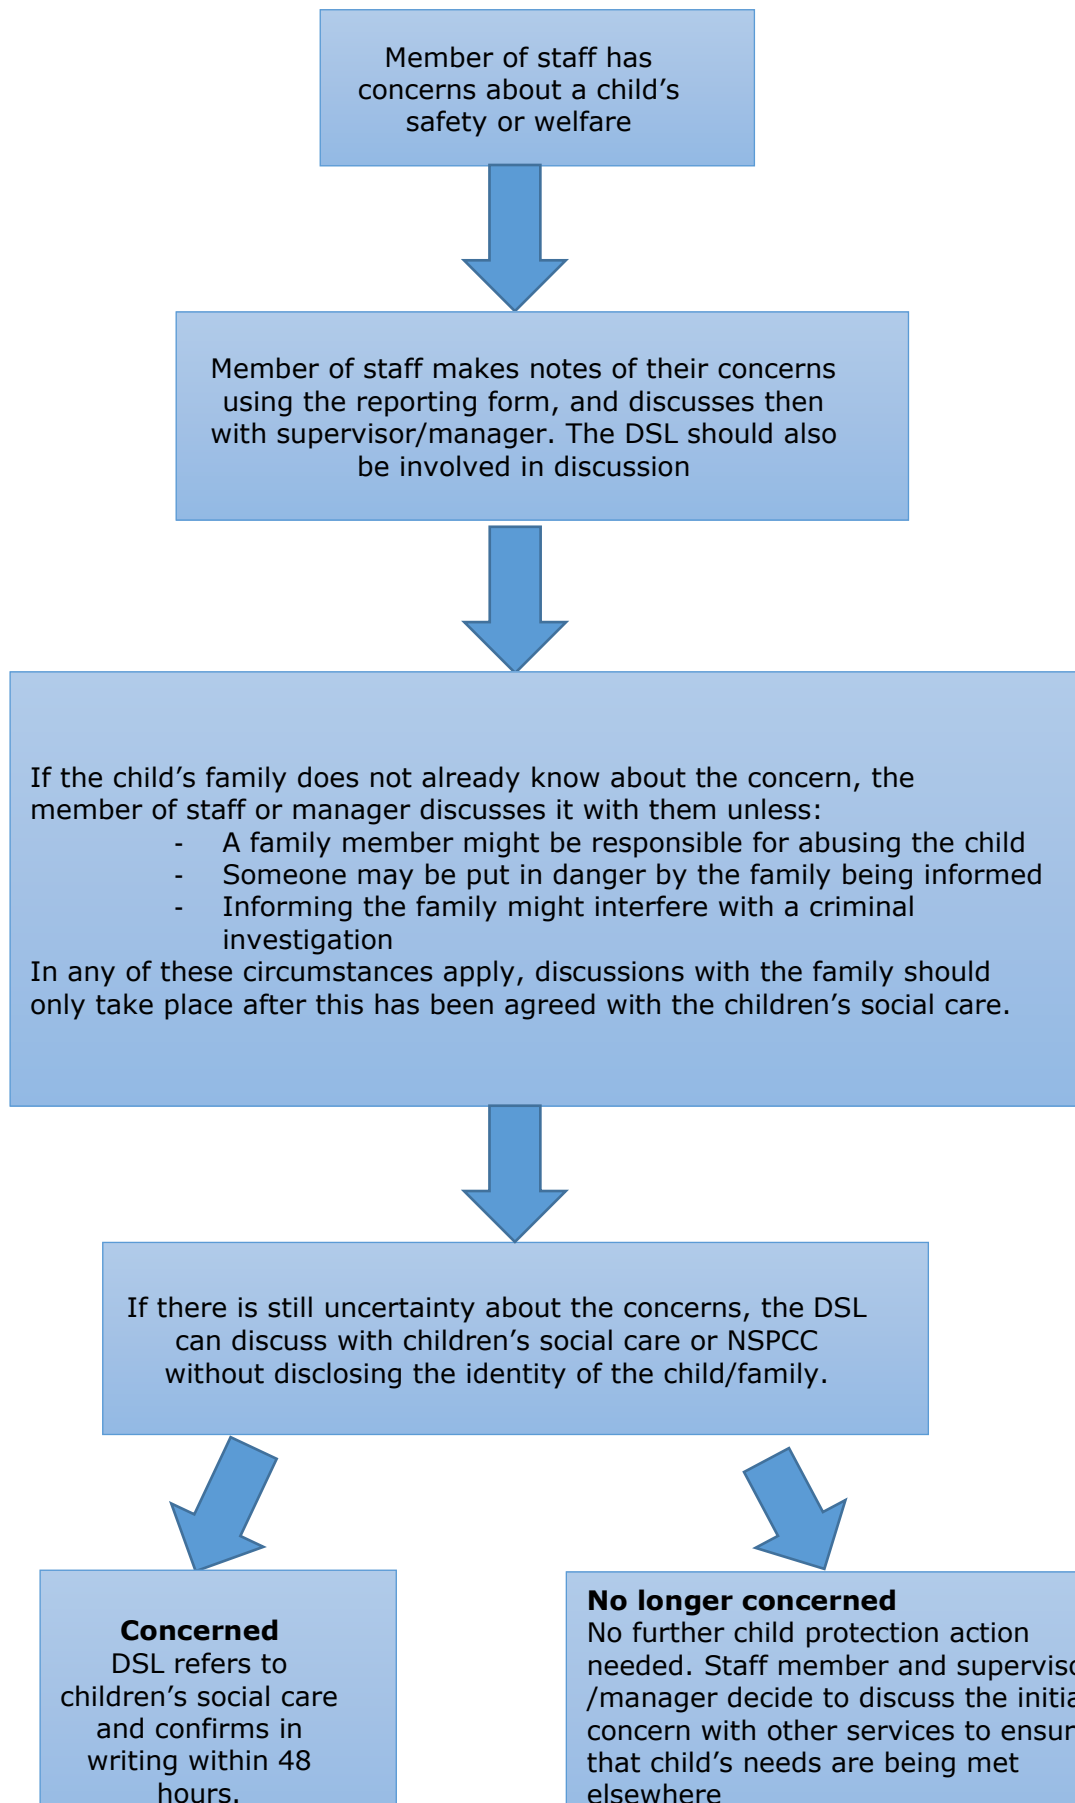 Member of staff has
concerns about a child’s
safety or welfare
Member of staff makes notes of their concerns
using the reporting form, and discusses then
with supervisor/manager. The DSL should also
be involved in discussion
If the child’s family does not already know about the concern, the
member of staff or manager discusses it with them unless:
- A family member might be responsible for abusing the child
- Someone may be put in danger by the family being informed
- Informing the family might interfere with a criminal
investigation
In any of these circumstances apply, discussions with the family should
only take place after this has been agreed with the children’s social care.
If there is still uncertainty about the concerns, the DSL
can discuss with children’s social care or NSPCC
without disclosing the identity of the child/family.
Concerned
DSL refers to
children’s social care
and confirms in
writing within 48
hours.
No longer concerned
No further child protection action
needed. Staff member and superviso
/manager decide to discuss the initia
concern with other services to ensur
that child’s needs are being met
elsewhere